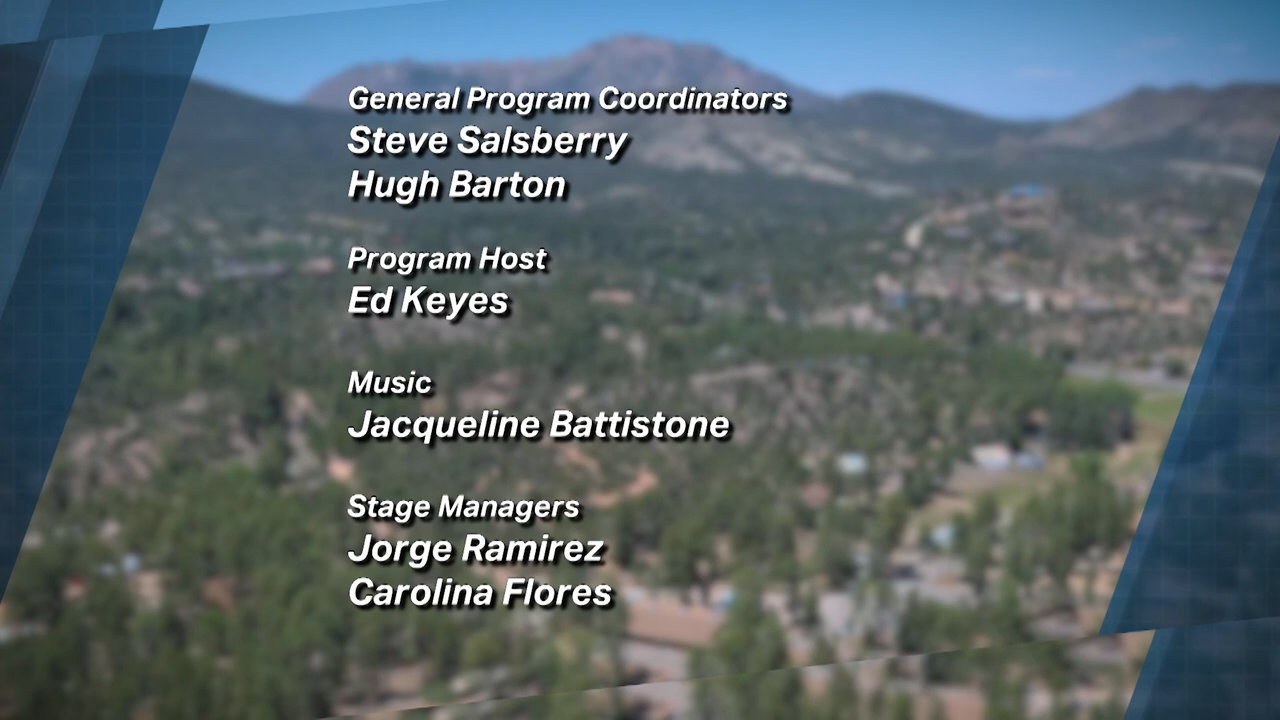 General Program Coordinators
Steve Salsberry
Hugh Barton
Program Host
Ed Keyes
Music
Jacqueline Battistone
Stage Managers
Jorge Ramirez
Carolina Flores